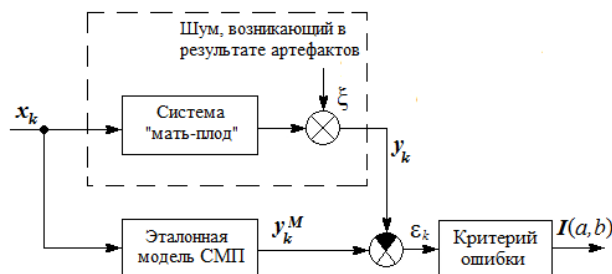 Шум, возникающий в
результате артефактов
ξ
x_k
Система
"мать-плод"
y_k
Эталонная
модель СМП
y_k^M
ε_k
Критерий
ошибки
I(a,b)